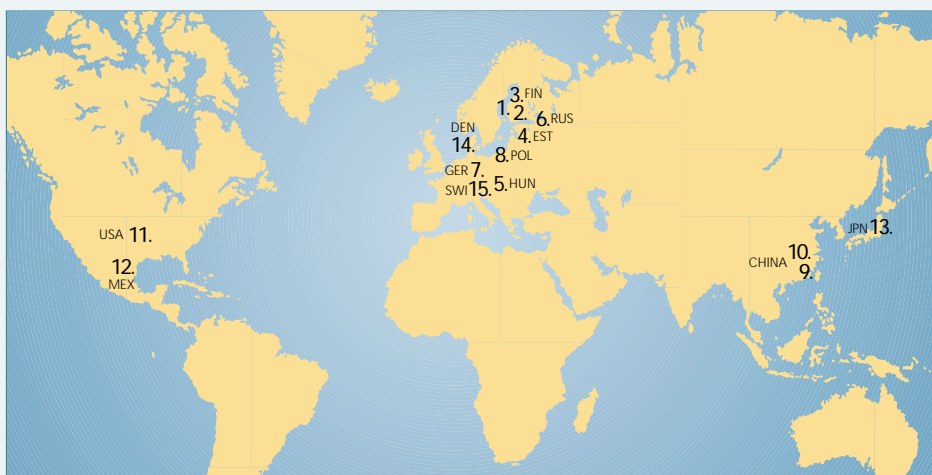 3. FIN
1. 2.
6. RUS
DEN
14.
4. EST
8. POL
GER 7.
SWI 15. 5. HUN
USA 11.
JPN 13.
12.
MEX
10.
CHINA
9.